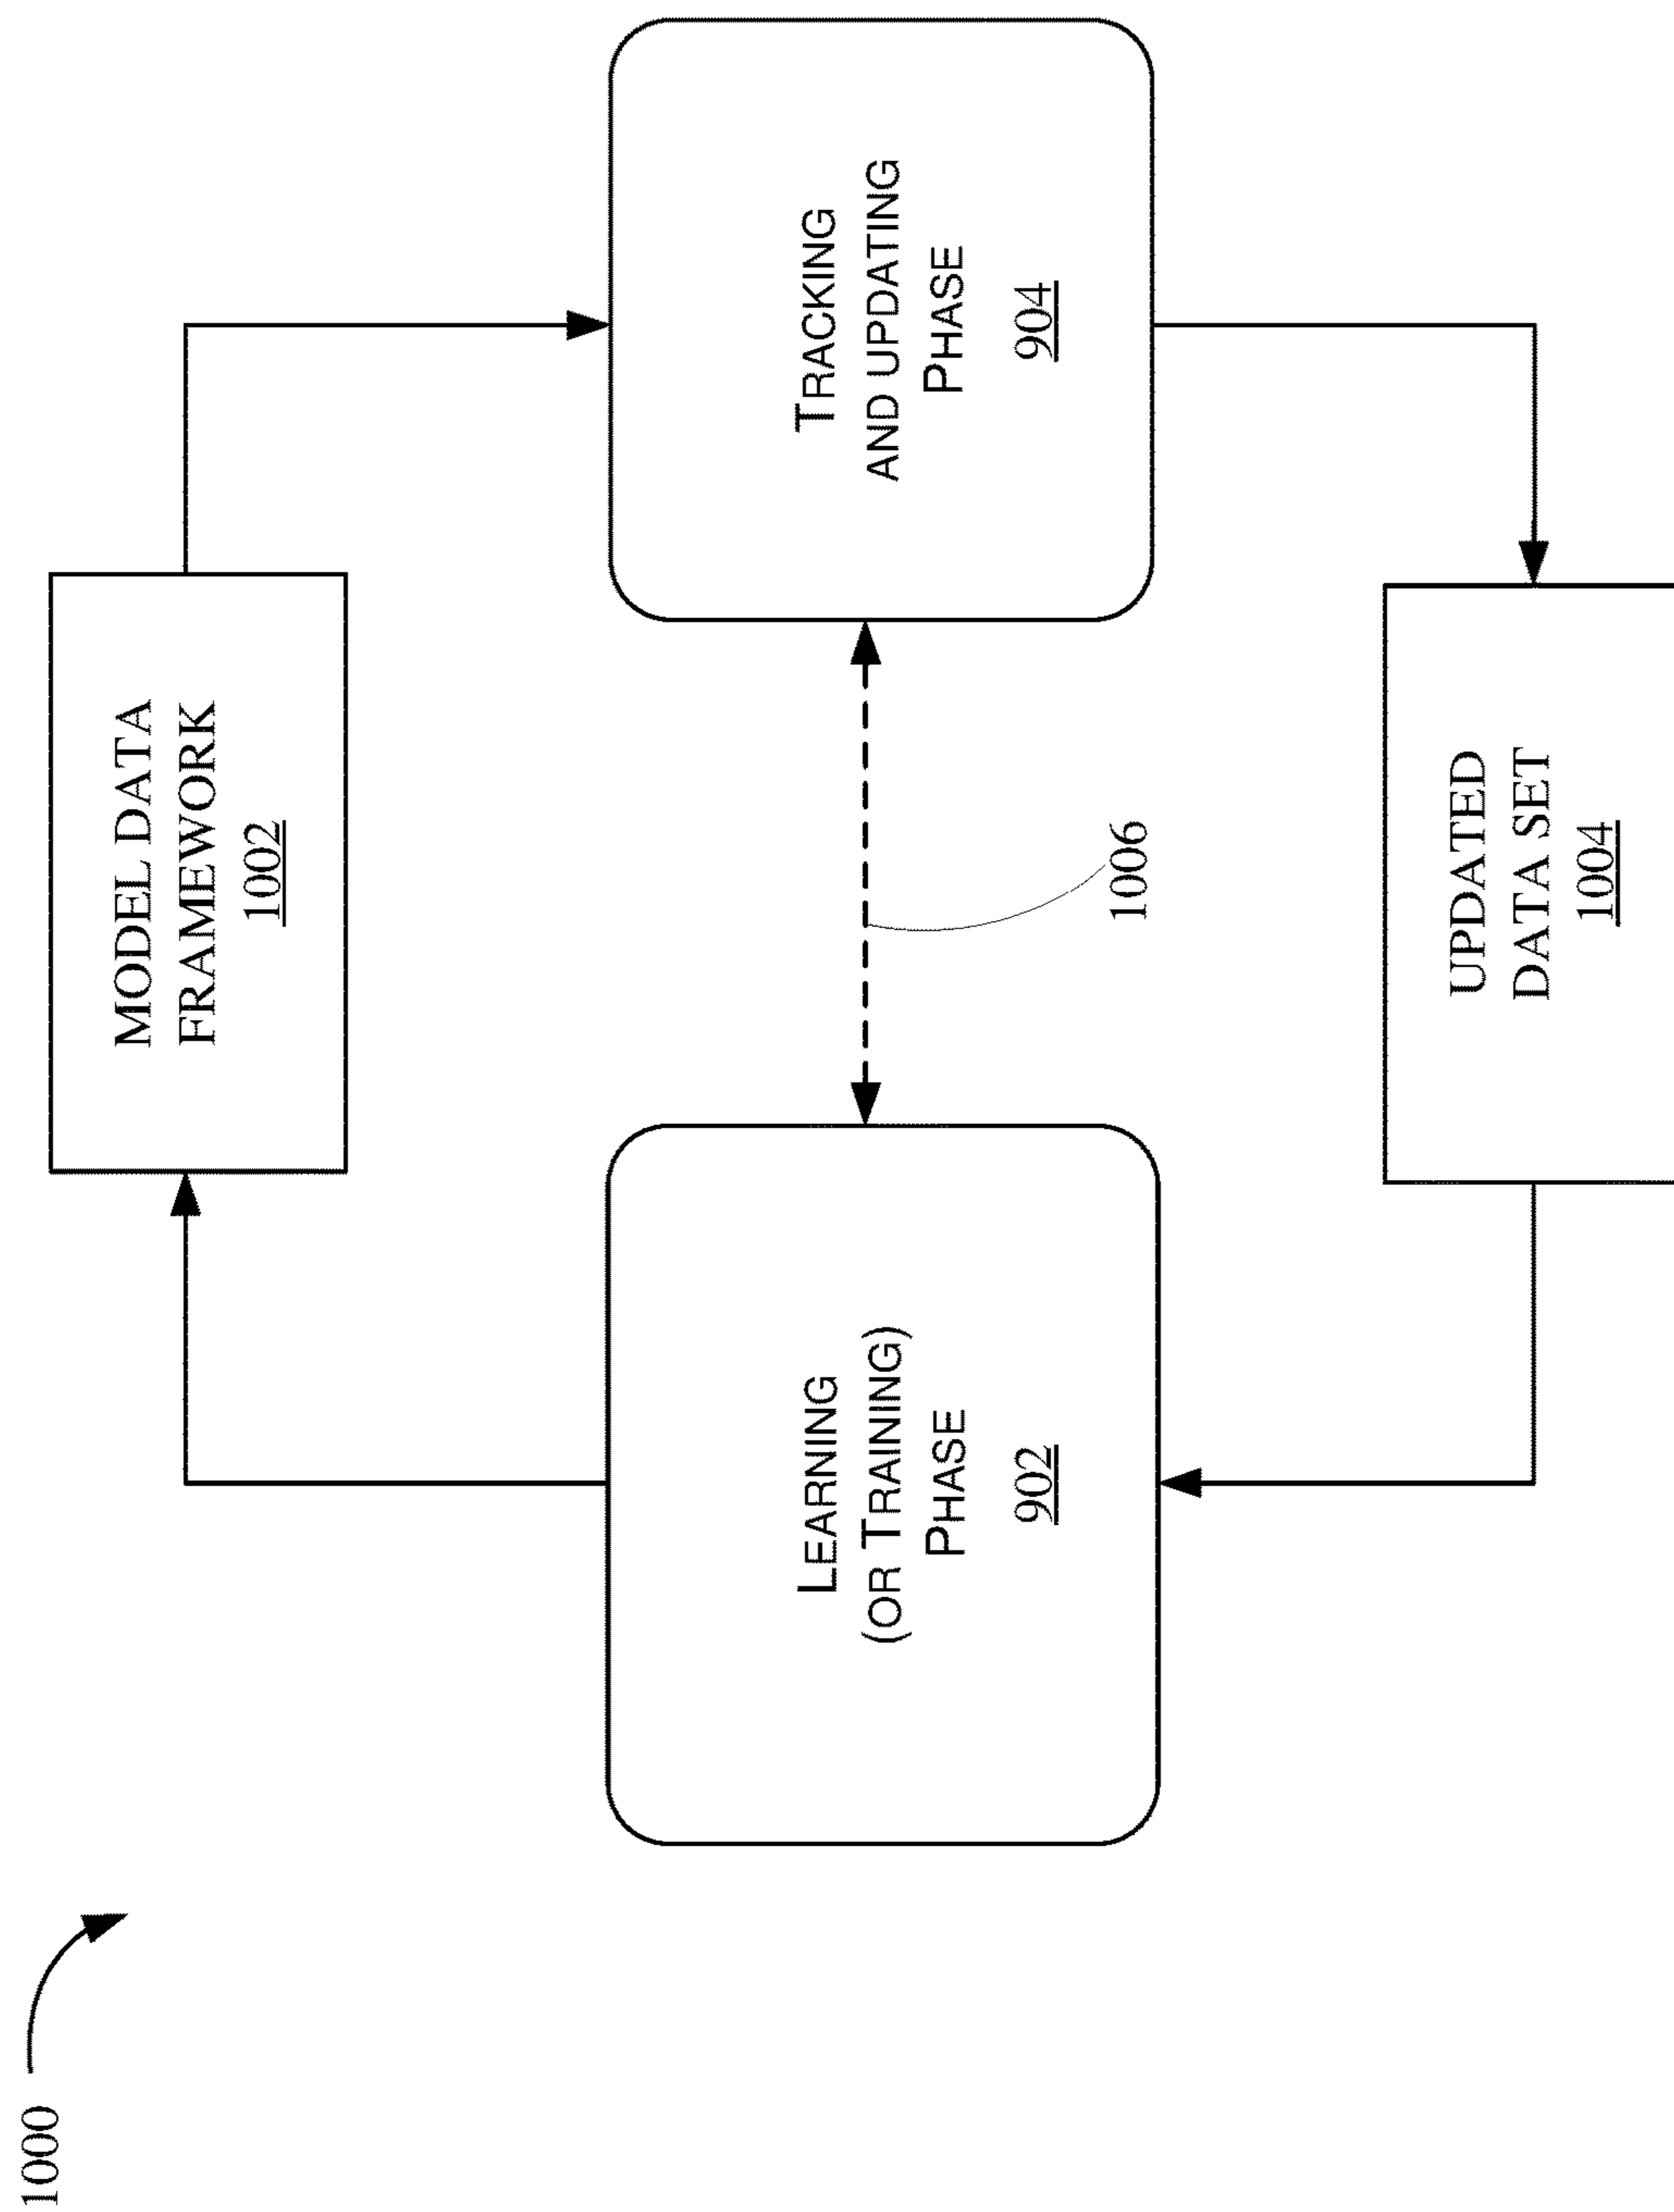 1000
MODEL DATA
FRAMEWORK
1002
LEARNING
(OR TRAINING)
PHASE
902
1006
TRACKING
AND UPDATING
PHASE
904
UPDATED
DATA SET
1004